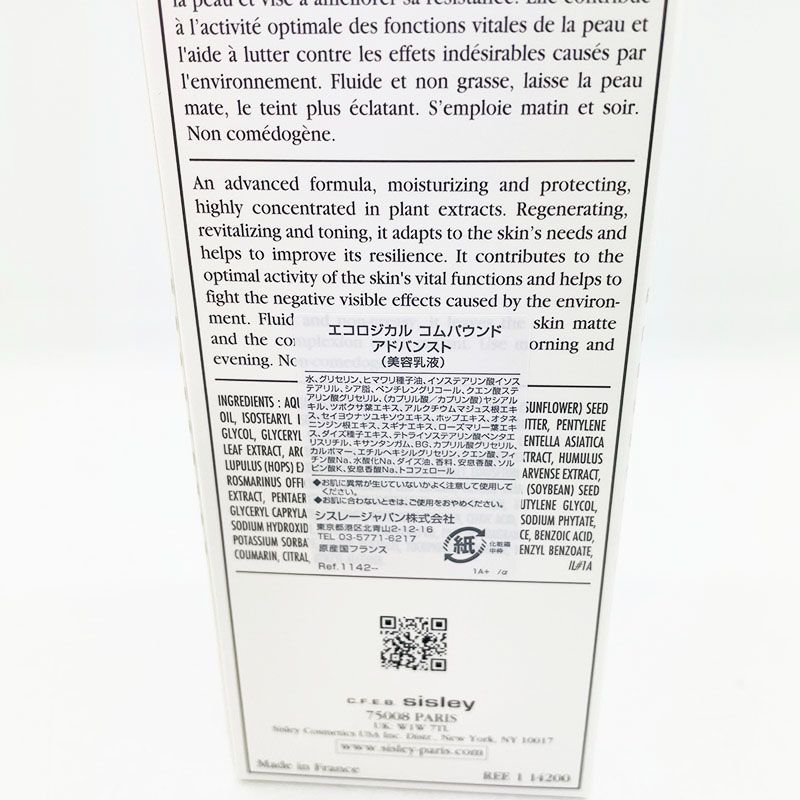 la peau et vise à améliorer sa résistance. Elle contribue
à l'activité optimale des fonctions vitales de la peau et
l'aide à lutter contre les effets indésirables causés par
l'environnement. Fluide et non grasse, laisse la peau
mate, le teint plus éclatant. S'emploie matin et soir.
Non comédogène.
An advanced formula, moisturizing and protecting,
highly concentrated in plant extracts. Regenerating,
revitalizing and toning, it adapts to the skin's needs and
helps to improve its resilience. It contributes to the
optimal activity of the skin's vital functions and helps to
fight the negative visible effects caused by the environ-
ment. Fluid skin matte
and the co orning and
evening. No
エコロジカル コムパウンド
アドバンスト
(美容乳液)
水、グリセリン、ヒマワリ種子油、イソステアリン酸イソス
テアリル、シア脂、ペンチレングリコール、クエン酸ステ
アリン酸グリセリル、(カプリル酸/カプリン酸)ヤシアル
キル、ツボクサ葉エキス、アルクチウムマジュス根エキ
ス、セイヨウナツユキソウエキス、ホップエキス、オタネ
ニンジン根エキス、スギナエキス、ローズマリー葉エキ
ス、ダイズ種子エキス、テトライソステアリン酸ペンタエ
リスリチル、キサンタンガム、BG、カプリル酸グリセリル、
カルボマー、エチルヘキシルグリセリン、クエン酸、フィ
チン酸Na、水酸化Na、ダイズ油、香料、安息香酸、ソル
ビン酸K、安息香酸Na、トコフェロール
◆お肌に異常が生じていないかよく注意して使用して
ください。
◆お肌に合わないときは、ご使用をおやめください。
シスレージャパン株式会社
東京都港区北青山2-12-16
TEL 03-5771-6217
原産国フランス
Ref.1142--
紙
化粧箱
中枠
1A+ /α
INGREDIENTS : AQU SUNFLOWER) SEED
OIL, ISOSTEARYL I TTER, PENTYLENE
GLYCOL, GLYCERYL ENTELLA ASIATICA
LEAF EXTRACT, ARC XTRACT, HUMULUS
LUPULUS (HOPS) EX ARVENSE EXTRACT,
ROSMARINUS OFFI (SOYBEAN) SEED
EXTRACT, PENTAER UTYLENE GLYCOL,
GLYCERYL CAPRYLA SODIUM PHYTATE,
SODIUM HYDROXID CE, BENZOIC ACID,
POTASSIUM SORBA ENZYL BENZOATE,
COUMARIN, CITRAL, IL#1A
C.F.E.B. sisley
75008 PARIS
UK. W1W 7TL
Sisley Cosmetics USA Inc. Distr., New York, NY 10017
www.sisley-paris.com
Made in France
REF 1 14200